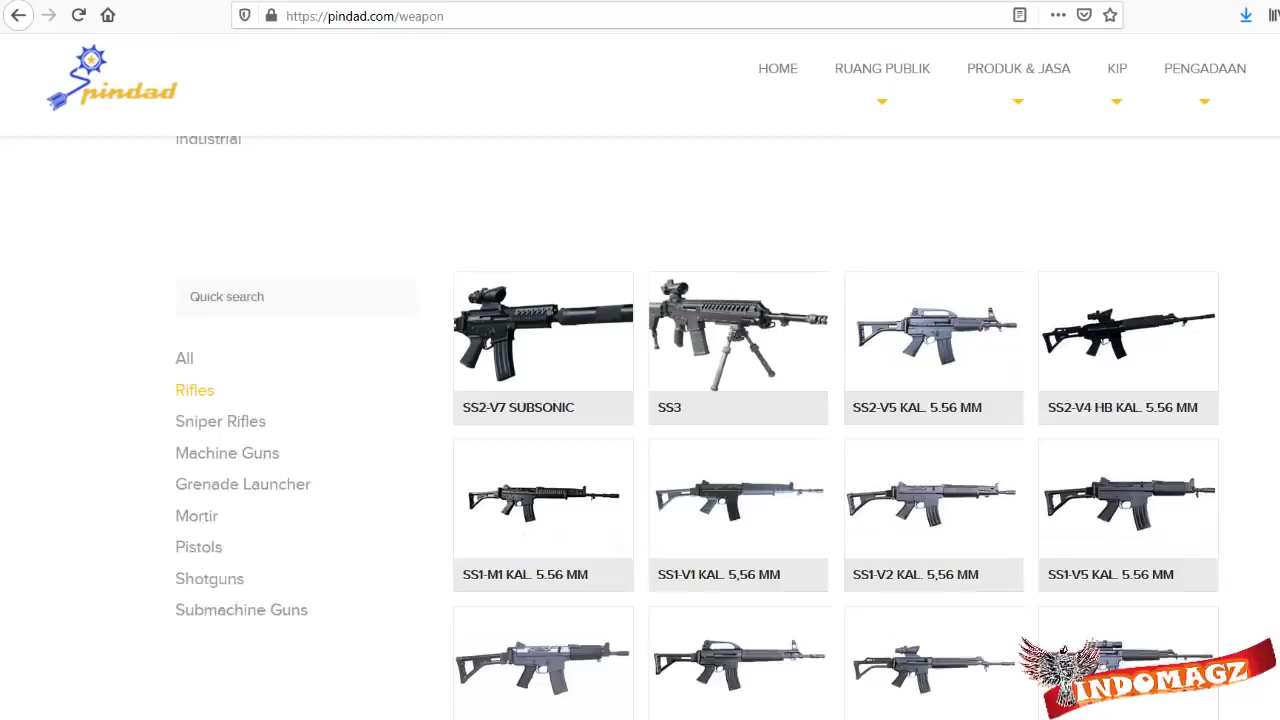 https://pindad.com/weapon
pindad
HOME RUANG PUBLIK PRODUK & JASA KIP PENGADAAN
Industrial
Quick search
All
Rifles
Sniper Rifles
Machine Guns
Grenade Launcher
Mortir
Pistols
Shotguns
Submachine Guns
SS2-V7 SUBSONIC
SS3
SS2-V5 KAL. 5.56 MM
SS2-V4 HB KAL. 5.56 MM
SS1-M1 KAL. 5.56 MM
SS1-V1 KAL. 5,56 MM
SS1-V2 KAL. 5,56 MM
SS1-V5 KAL. 5.56 MM
INDOMAGZ